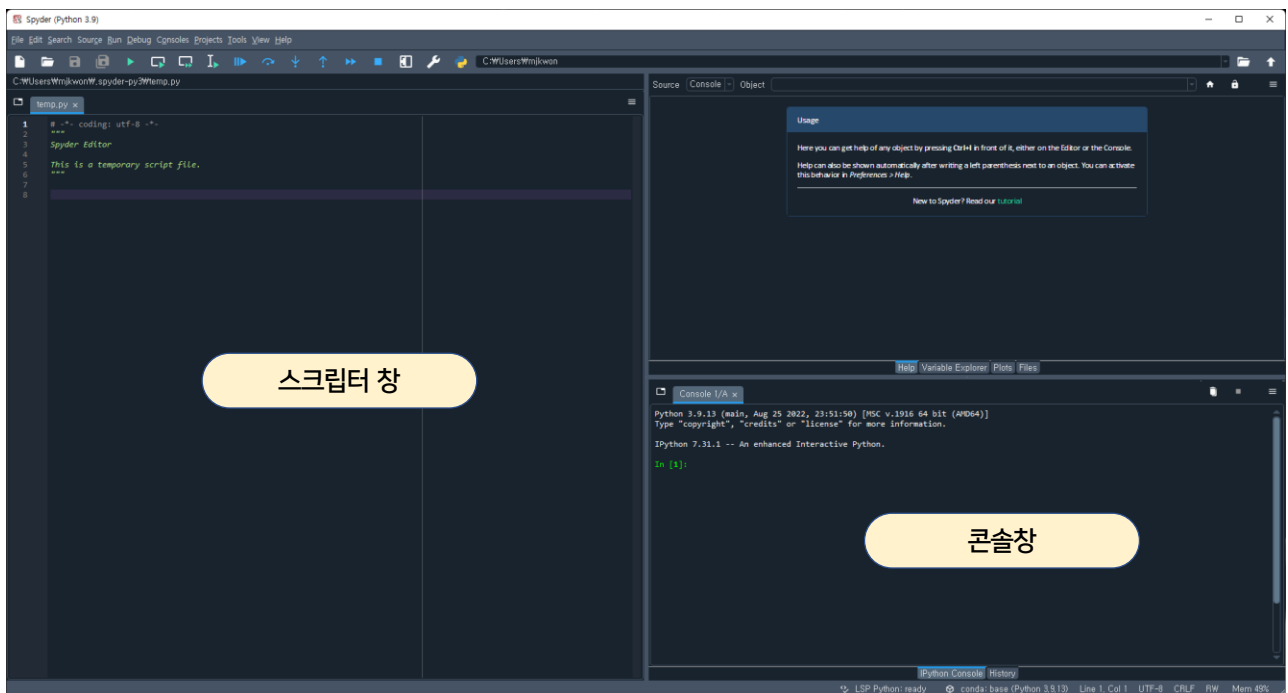 Spyder (Python 3.9)
File Edit Search Source Run Debug Consoles Projects Tools View Help
C:₩Users₩mjkwon
C:₩Users₩mjkwon₩.spyder-py3₩temp.py
temp.py
1 # -*- coding: utf-8 -*-
2 """
3 Spyder Editor
4
5 This is a temporary script file.
6 """
7
8
스크립터 창
Source Console Object
Usage
Here you can get help of any object by pressing Ctrl+I in front of it, either on the Editor or the Console.
Help can also be shown automatically after writing a left parenthesis next to an object. You can activate
this behavior in Preferences > Help.
New to Spyder? Read our tutorial
Help Variable Explorer Plots Files
Console 1/A
Python 3.9.13 (main, Aug 25 2022, 23:51:50) [MSC v.1916 64 bit (AMD64)]
Type "copyright", "credits" or "license" for more information.
IPython 7.31.1 -- An enhanced Interactive Python.
In [1]:
콘솔창
IPython Console History
LSP Python: ready conda: base (Python 3.9.13) Line 1, Col 1 UTF-8 CRLF RW Mem 49%